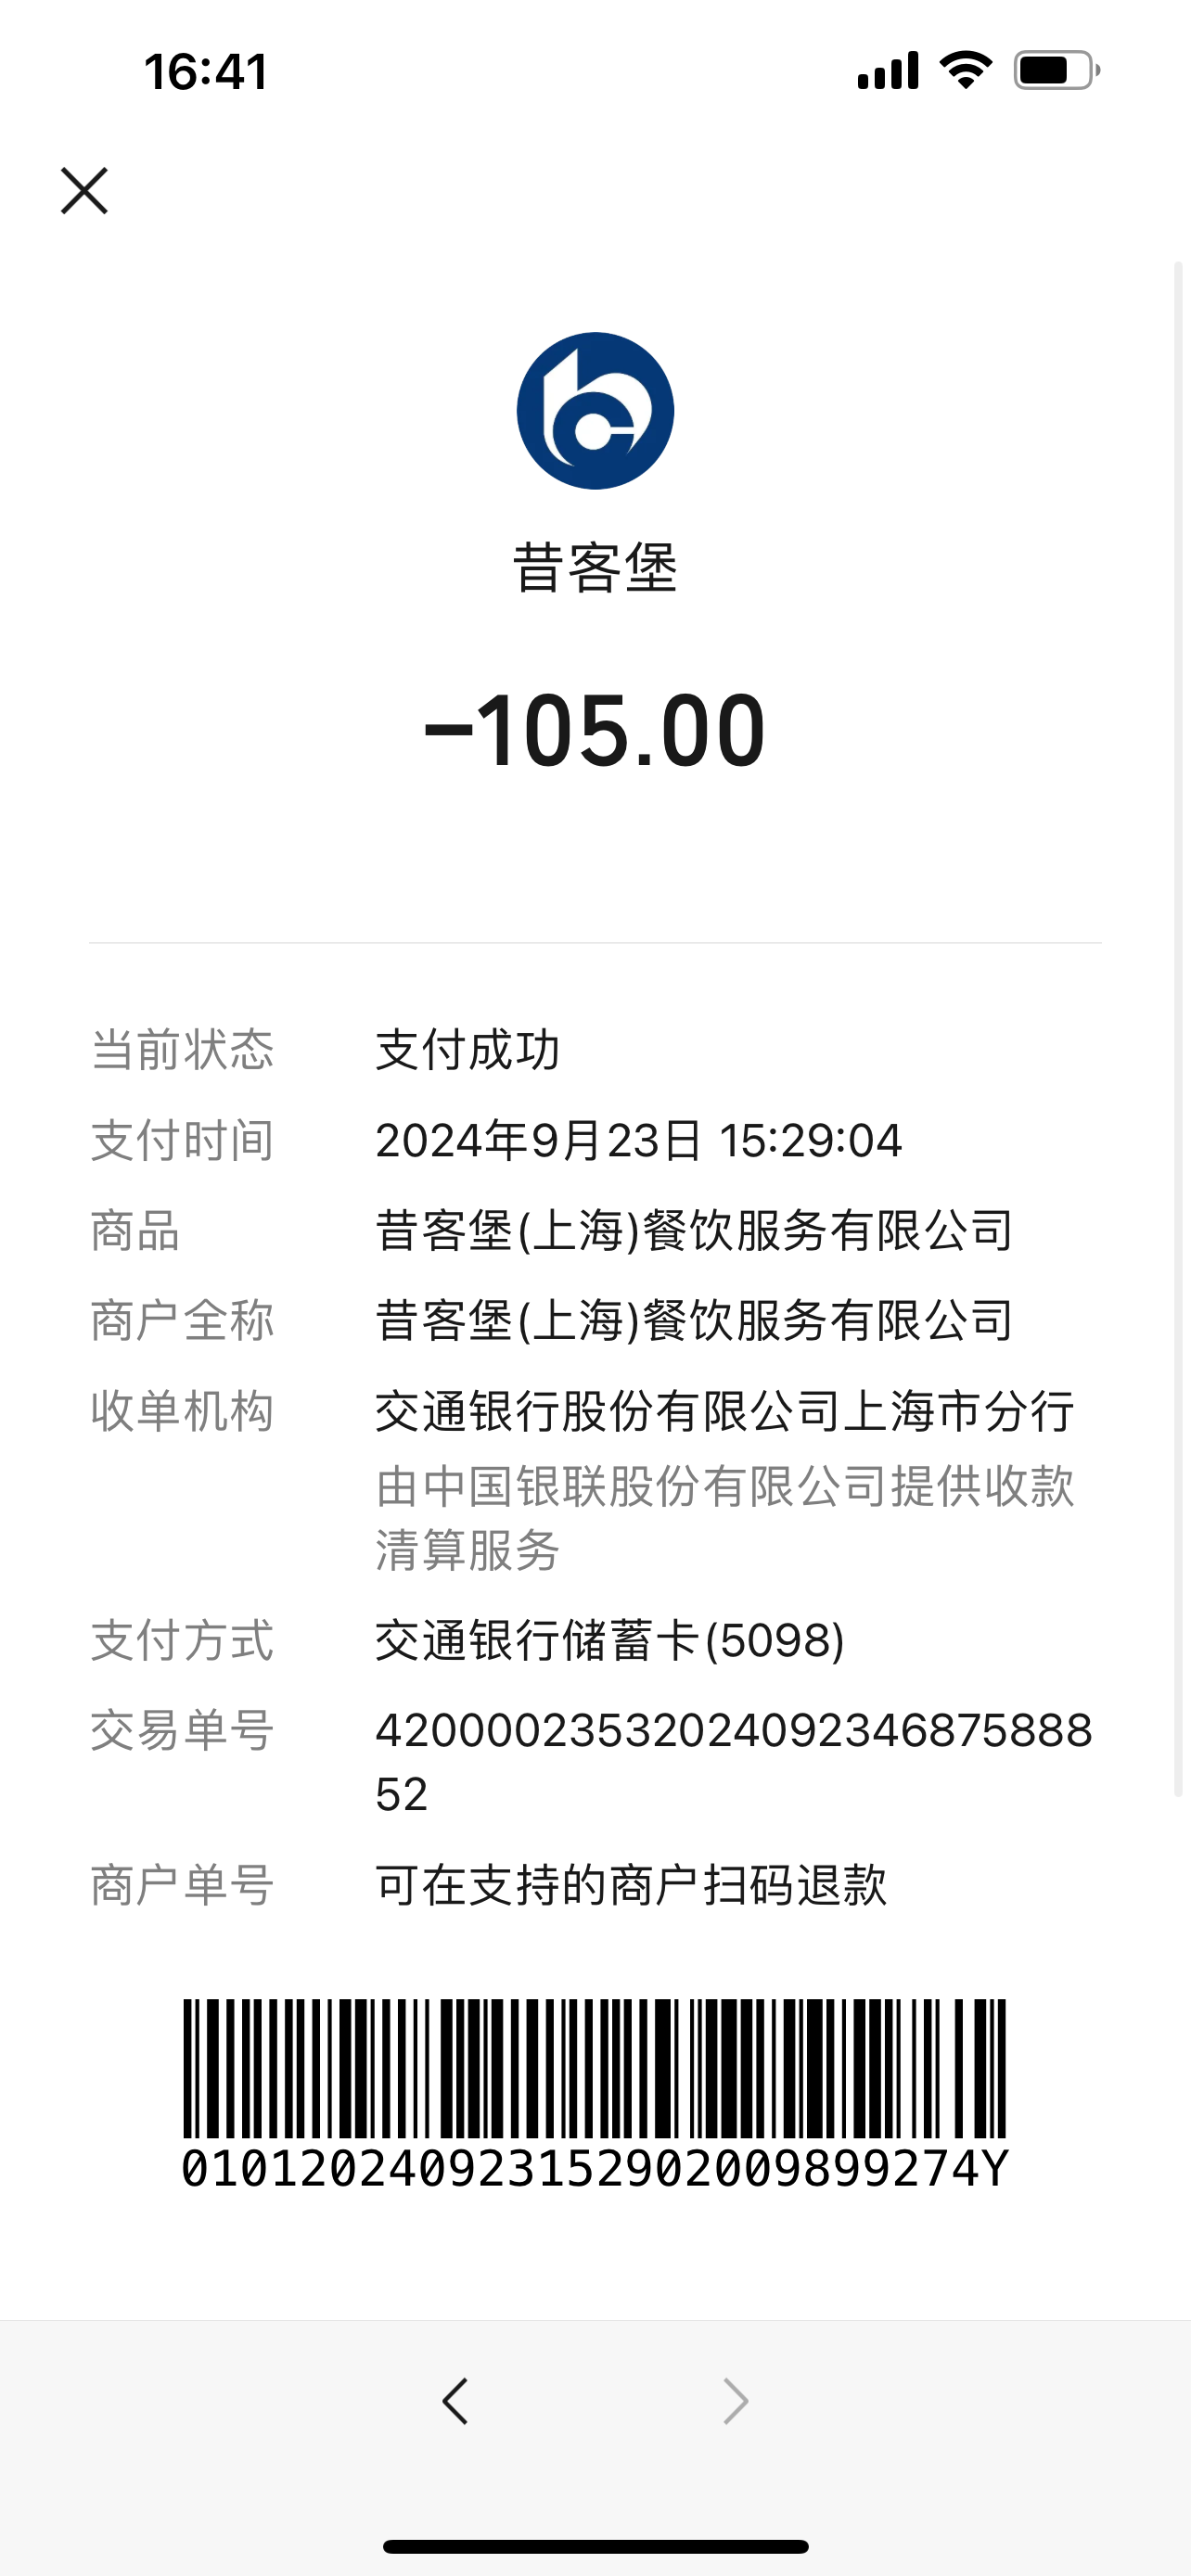 16:41
昔客堡
-105.00
当前状态 支付成功
支付时间 2024年9月23日 15:29:04
商品 昔客堡(上海)餐饮服务有限公司
商户全称 昔客堡(上海)餐饮服务有限公司
收单机构 交通银行股份有限公司上海市分行
由中国银联股份有限公司提供收款
清算服务
支付方式 交通银行储蓄卡(5098)
交易单号 42000023532024092346875888
52
商户单号 可在支持的商户扫码退款
0101202409231529020098992​74Y